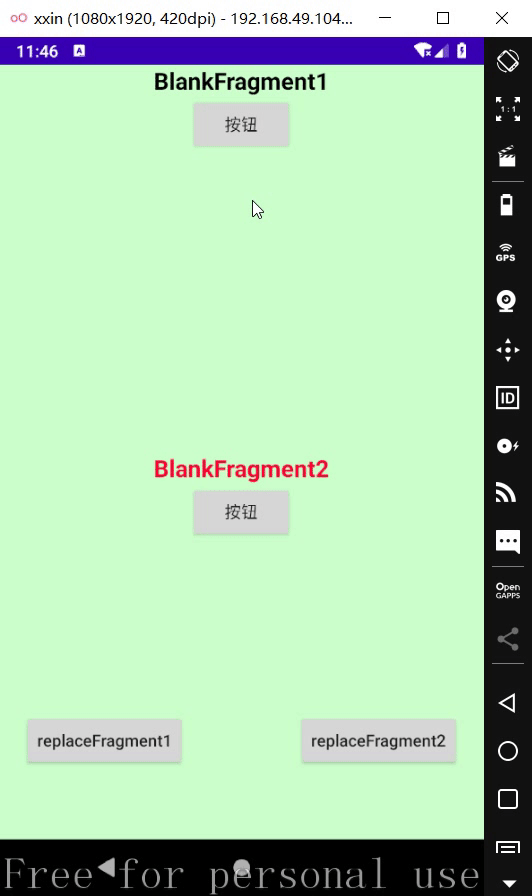 xxin (1080x1920, 420dpi) - 192.168.49.104...
11:46 A
BlankFragment1
按钮
1:1
GPS
ID
BlankFragment2
按钮
Open
GAPPS
replaceFragment1
replaceFragment2
Free for personal use